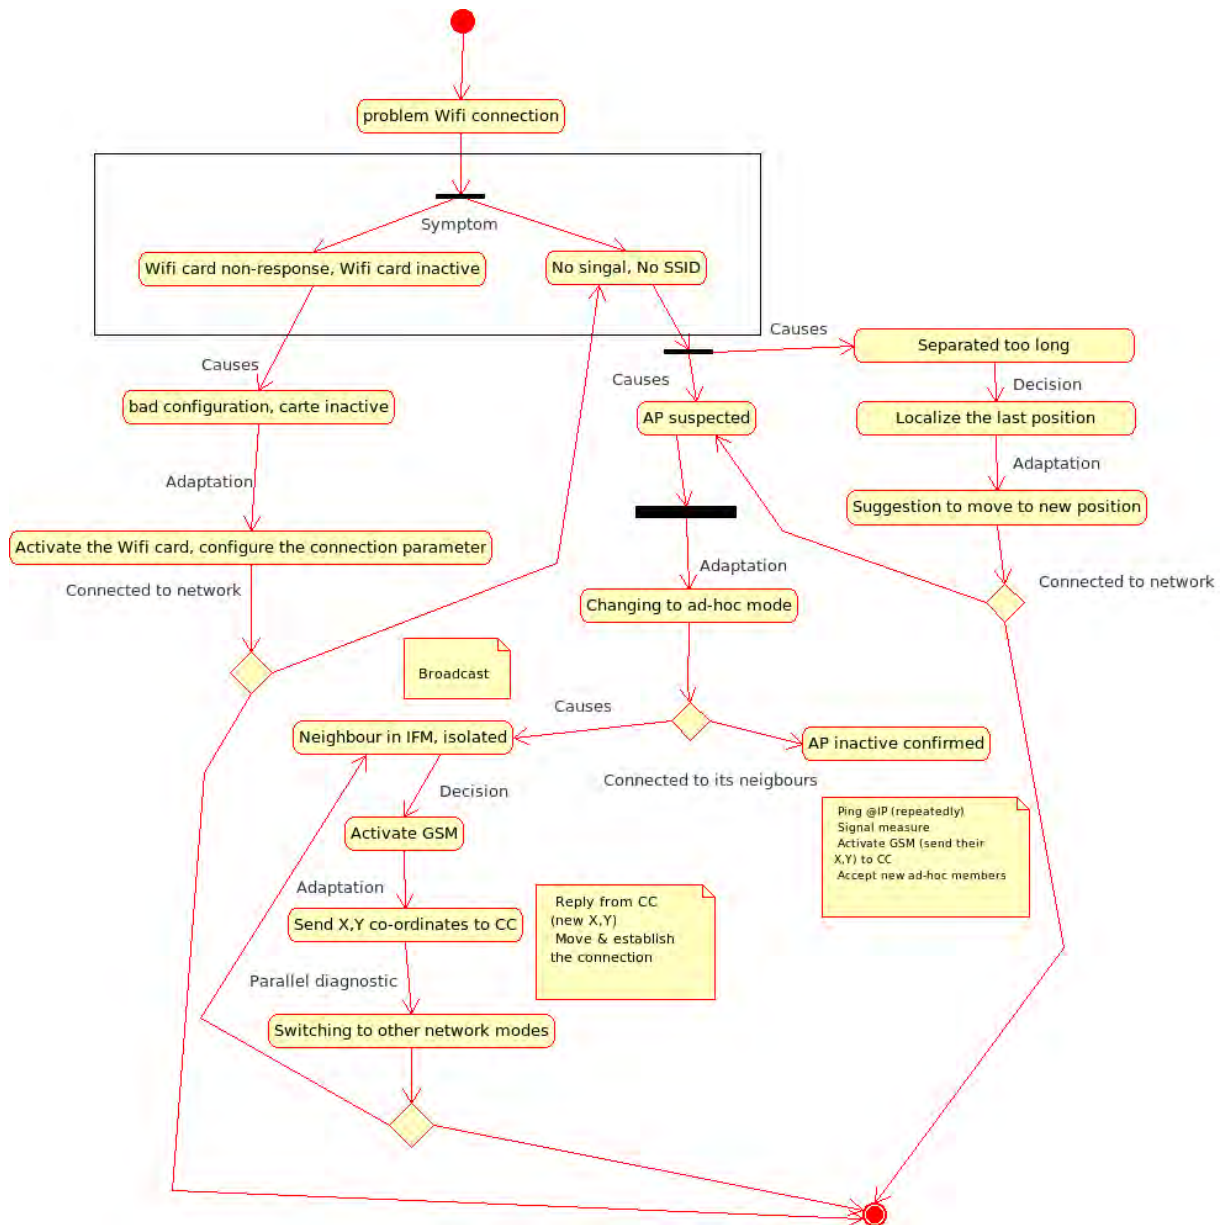 problem Wifi connection
Symptom
Wifi card non-response, Wifi card inactive
No singal, No SSID
Causes
Separated too long
Causes
Causes
Decision
bad configuration, carte inactive
AP suspected
Localize the last position
Adaptation
Adaptation
Suggestion to move to new position
Activate the Wifi card, configure the connection parameter
Adaptation
Connected to network
Connected to network
Changing to ad-hoc mode
Broadcast
Causes
Neighbour in IFM, isolated
AP inactive confirmed
Connected to its neigbours
Decision
Ping @IP (repeatedly)
Signal measure
Activate GSM (send their
X,Y) to CC
Accept new ad-hoc members
Activate GSM
Adaptation
Reply from CC
(new X,Y)
Move & establish
the connection
Send X,Y co-ordinates to CC
Parallel diagnostic
Switching to other network modes